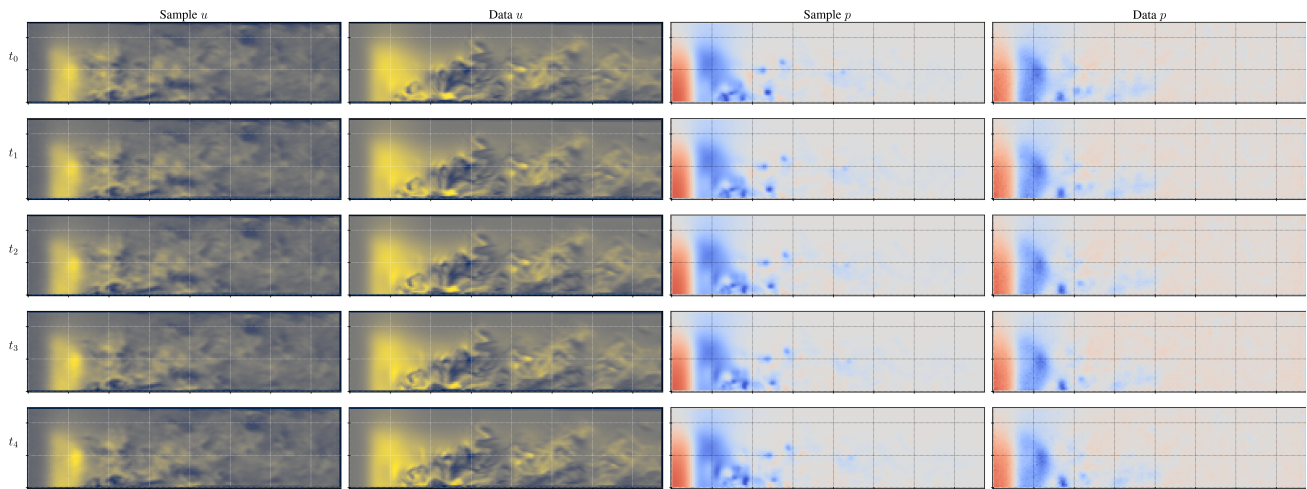 Sample u Data u Sample p Data p
t₀
t₁
t₂
t₃
t₄